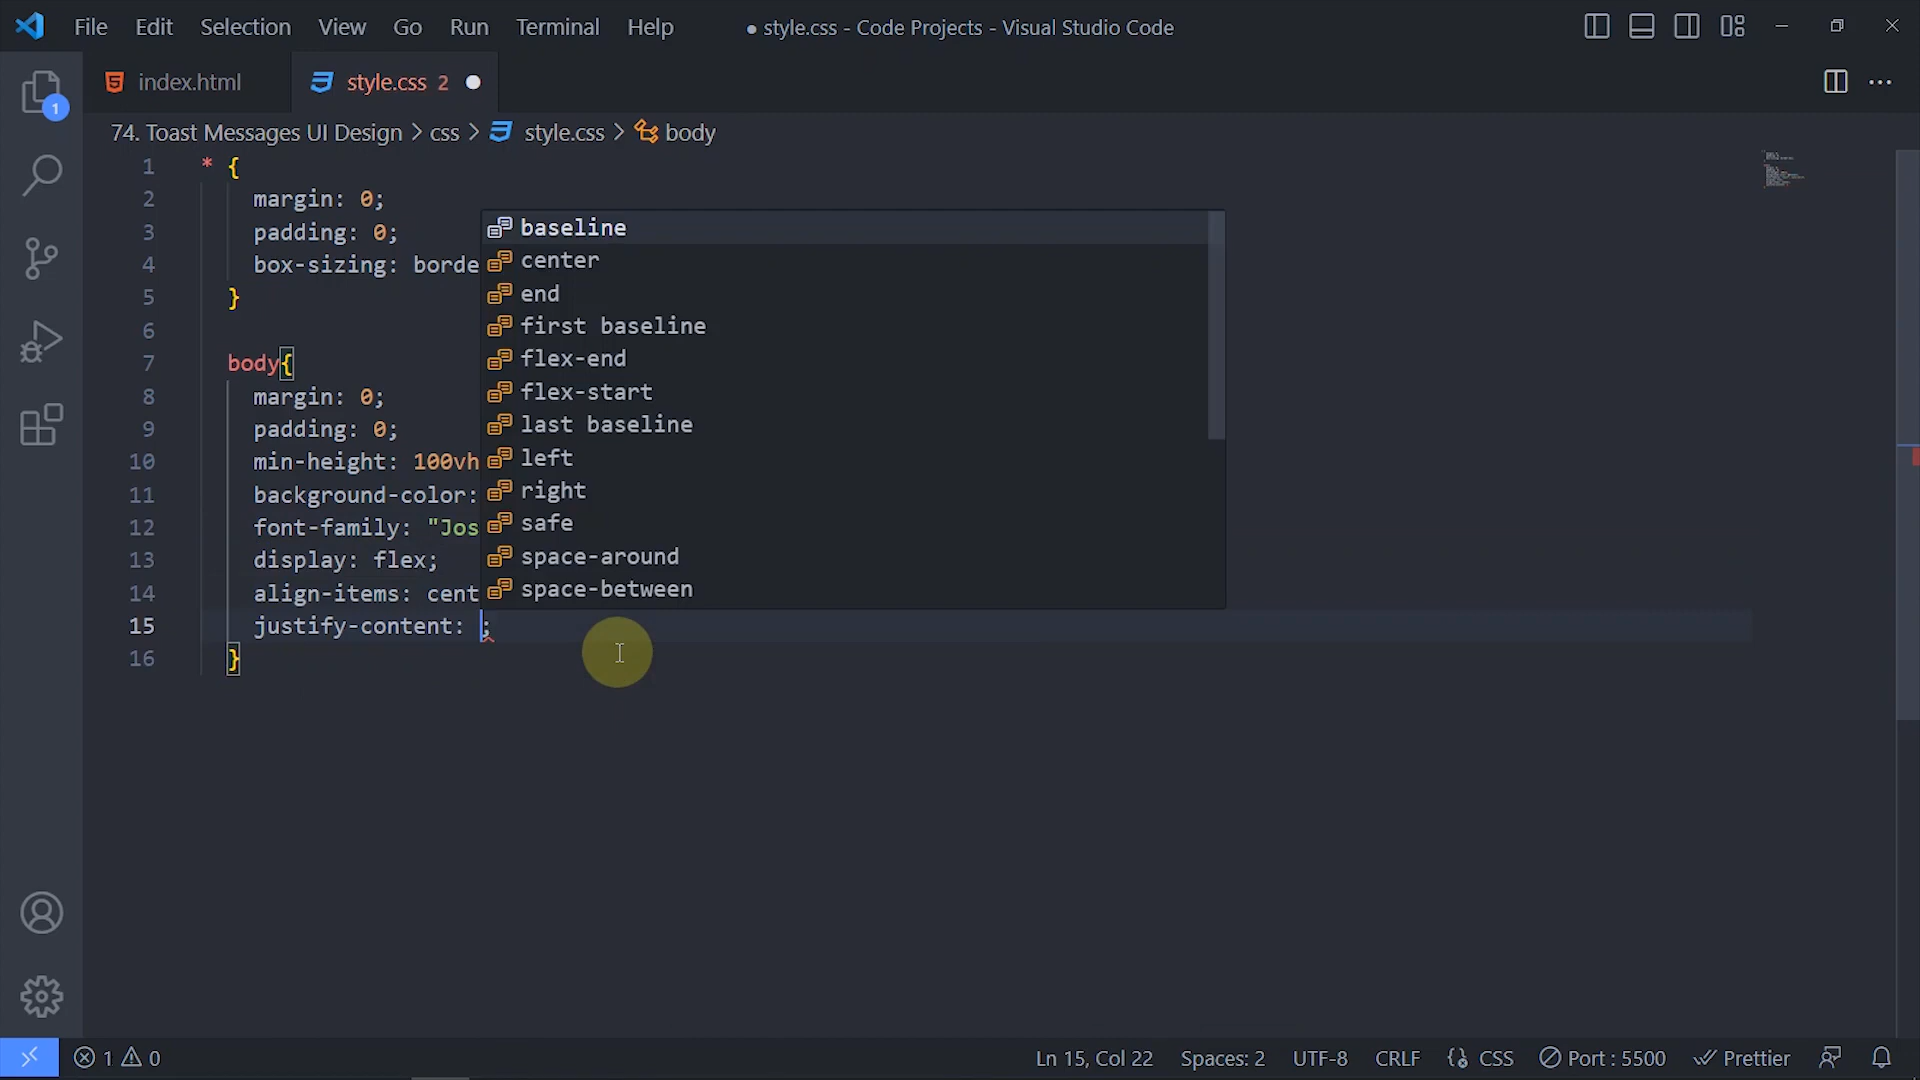 File Edit Selection View Go Run Terminal Help ● style.css - Code Projects - Visual Studio Code
index.html style.css 2
74. Toast Messages UI Design > css > style.css > body
1 * {
2 margin: 0;
3 padding: 0;
4 box-sizing: borde
5 }
6
7 body{
8 margin: 0;
9 padding: 0;
10 min-height: 100vh
11 background-color:
12 font-family: "Jos
13 display: flex;
14 align-items: cent
15 justify-content: ;
16 }
baseline
center
end
first baseline
flex-end
flex-start
last baseline
left
right
safe
space-around
space-between
1
1 0 Ln 15, Col 22 Spaces: 2 UTF-8 CRLF CSS Port : 5500 Prettier